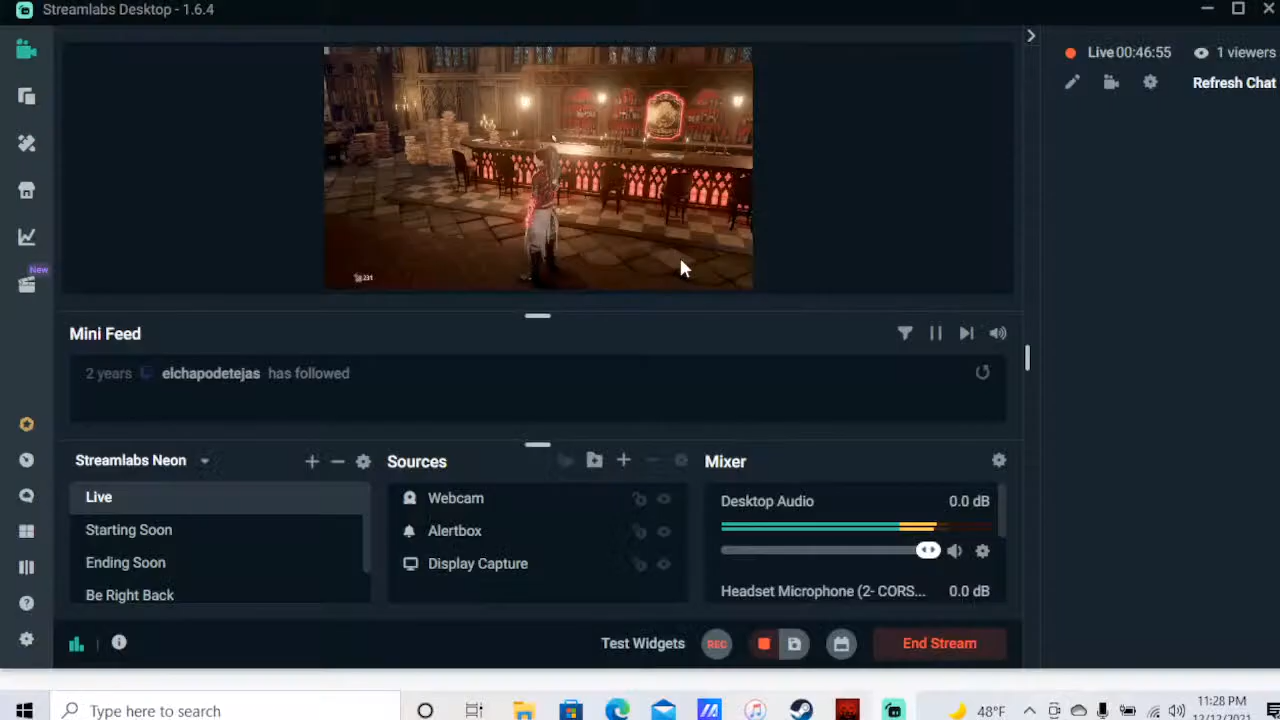 Streamlabs Desktop - 1.6.4
Live 00:46:55
1 viewers
Refresh Chat
231
New
Mini Feed
2 years elchapodetejas has followed
Streamlabs Neon
Live
Starting Soon
Ending Soon
Be Right Back
Sources
Webcam
Alertbox
Display Capture
Mixer
Desktop Audio 0.0 dB
Headset Microphone (2- CORS... 0.0 dB
Test Widgets
REC
End Stream
Type here to search
48°F
11:28 PM